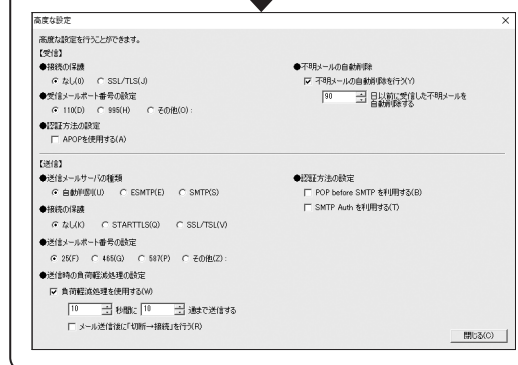 高度な設定
高度な設定を行うことができます。
【受信】
●接続の保護
なし(0) SSL/TLS(J)
●受信メールポート番号の設定
110(D) 995(H) その他(O):
●認証方法の設定
APOPを使用する(A)
●不明メールの自動削除
不明メールの自動削除を行う(Y)
90 日以前に受信した不明メールを
自動削除する
【送信】
●送信メールサーバの種類
自動判別(U) ESMTP(E) SMTP(S)
●接続の保護
なし(K) STARTTLS(Q) SSL/TSL(V)
●送信メールポート番号の設定
25(F) 465(G) 587(P) その他(Z):
●送信時の負荷軽減処理の設定
負荷軽減処理を使用する(W)
10 秒間に 10 通まで送信する
メール送信後に「切断→接続」を行う(R)
●認証方法の設定
POP before SMTP を利用する(B)
SMTP Auth を利用する(T)
閉じる(C)